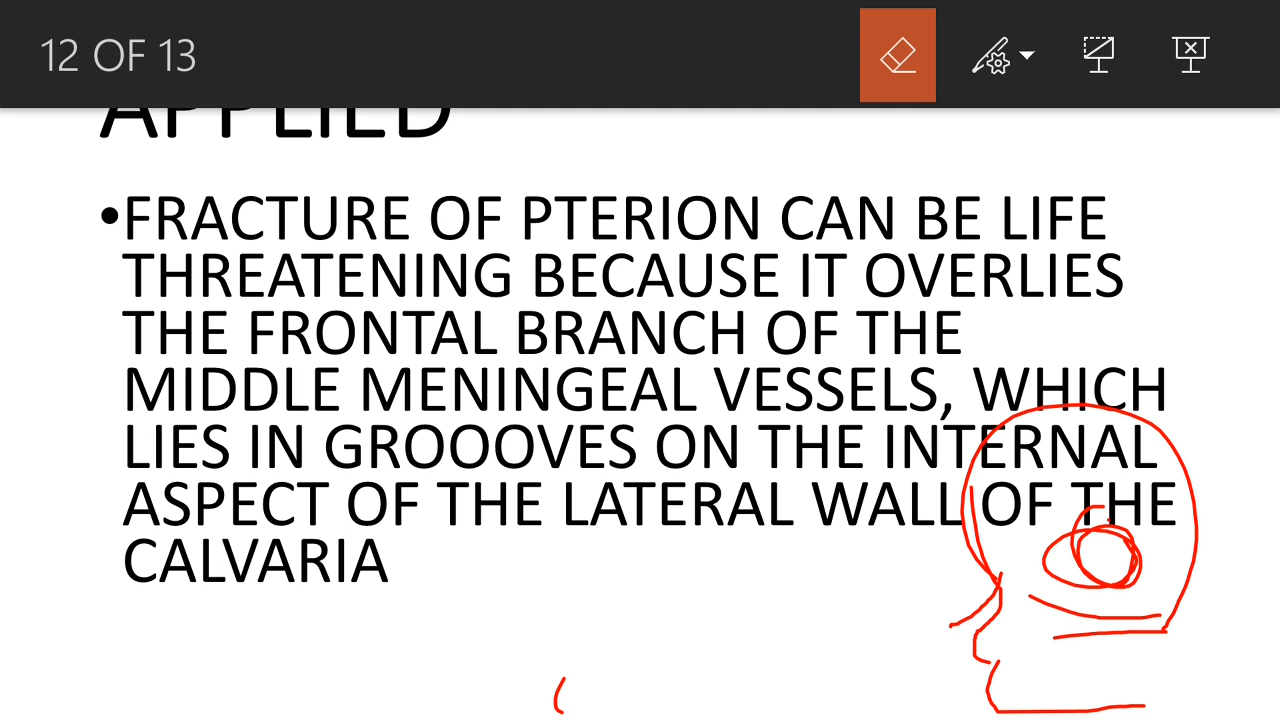 12 OF 13
APPLIED
•FRACTURE OF PTERION CAN BE LIFE
THREATENING BECAUSE IT OVERLIES
THE FRONTAL BRANCH OF THE
MIDDLE MENINGEAL VESSELS, WHICH
LIES IN GROOOVES ON THE INTERNAL
ASPECT OF THE LATERAL WALL OF THE
CALVARIA